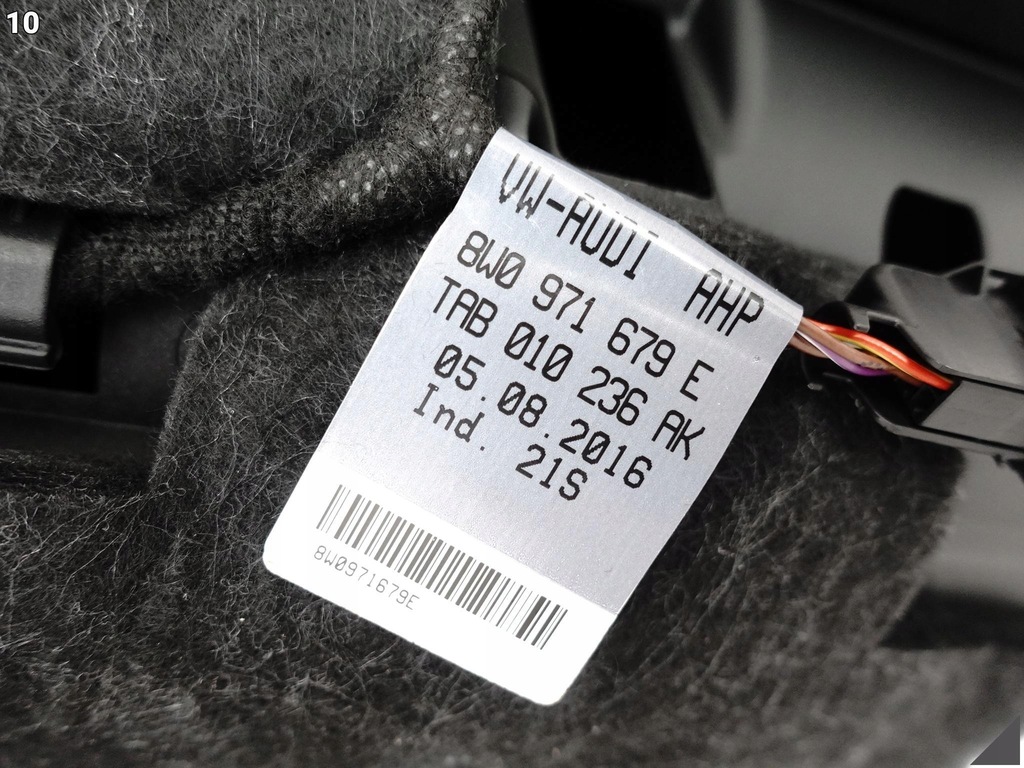 10
VW-AUDI AHP
8W0 971 679 E
TAB 010 236 AK
05.08.2016
Ind. 21S
8W0971679E